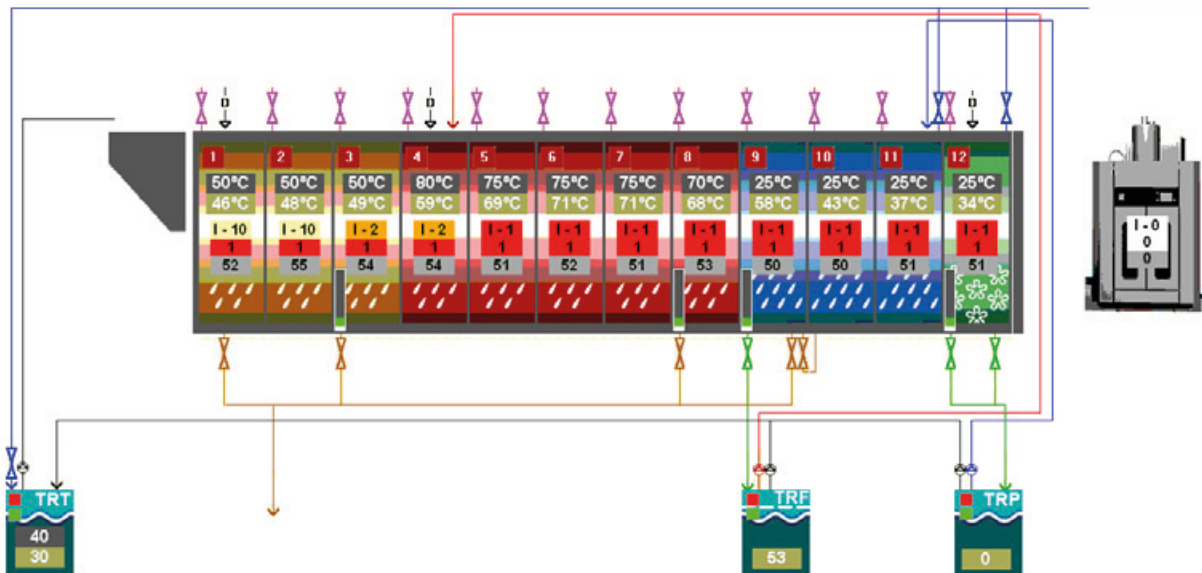 1 2 3 4 5 6 7 8 9 10 11 12
D D D
50°C 50°C 50°C 80°C 75°C 75°C 75°C 70°C 25°C 25°C 25°C 25°C
46°C 48°C 49°C 59°C 69°C 71°C 71°C 68°C 58°C 43°C 37°C 34°C
I - 10 I - 10 I - 2 I - 2 I - 1 I - 1 I - 1 I - 1 I - 1 I - 1 I - 1 I - 1
1 1 1 1 1 1 1 1 1 1 1 1
52 55 54 54 51 52 51 53 50 50 51 51
I - 0
0
TRT TRF TRP
40
30 53 0